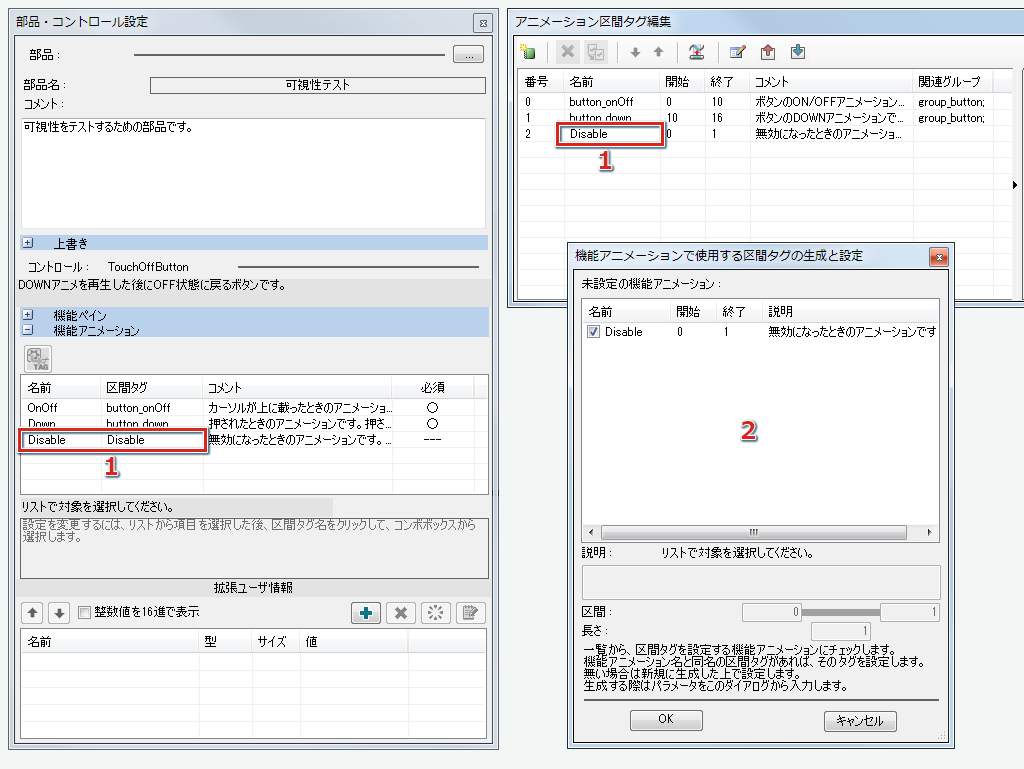 部品・コントロール設定
部品 :
...
部品名 :
可視性テスト
コメント :
可視性をテストするための部品です。
上書き
コントロール : TouchOffButton
DOWNアニメを再生した後にOFF状態に戻るボタンです。
機能ペイン
機能アニメーション
TAG
名前 区間タグ コメント 必須
OnOff button_onOff カーソルが上に載ったときのアニメーショ... ○
Down button_down 押されたときのアニメーションです。押さ... ○
Disable Disable 無効になったときのアニメーションです。... ---
1
リストで対象を選択してください。
設定を変更するには、リストから項目を選択した後、区間タグ名をクリックして、コンボボックスから
選択します。
拡張ユーザ情報
整数値を16進で表示
名前 型 サイズ 値
アニメーション区間タグ編集
番号 名前 開始 終了 コメント 関連グループ
0 button_onOff 0 10 ボタンのON/OFFアニメーション... group_button;
1 button_down 10 16 ボタンのDOWNアニメーションで... group_button;
2 Disable 0 1 無効になったときのアニメーショ...
1
機能アニメーションで使用する区間タグの生成と設定
未設定の機能アニメーション :
名前 開始 終了 説明
Disable 0 1 無効になったときのアニメーションです
2
説明 : リストで対象を選択してください。
区間 : 0 1
長さ : 1
一覧から、区間タグを設定する機能アニメーションにチェックします。
機能アニメーション名と同名の区間タグがあれば、そのタグを設定します。
無い場合は新規に生成した上で設定します。
生成する際はパラメータをこのダイアログから入力します。
OK キャンセル